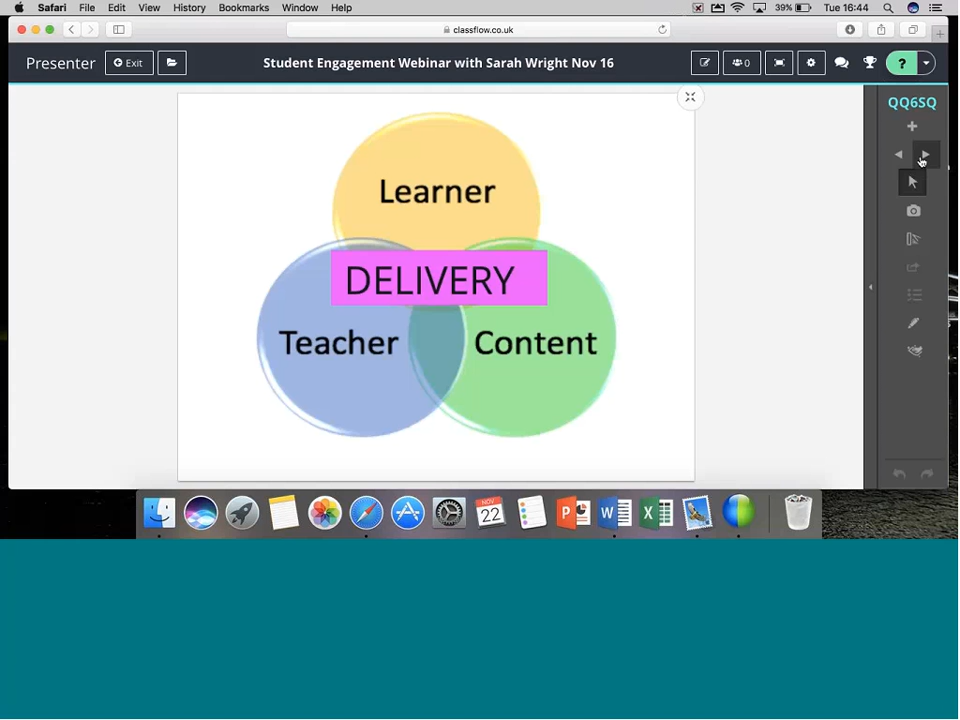 Safari File Edit View History Bookmarks Window Help 39% Tue 16:44
classflow.co.uk
Presenter Exit Student Engagement Webinar with Sarah Wright Nov 16 0 ?
QQ6SQ
Learner
DELIVERY
Teacher Content
NOV
22
P W X